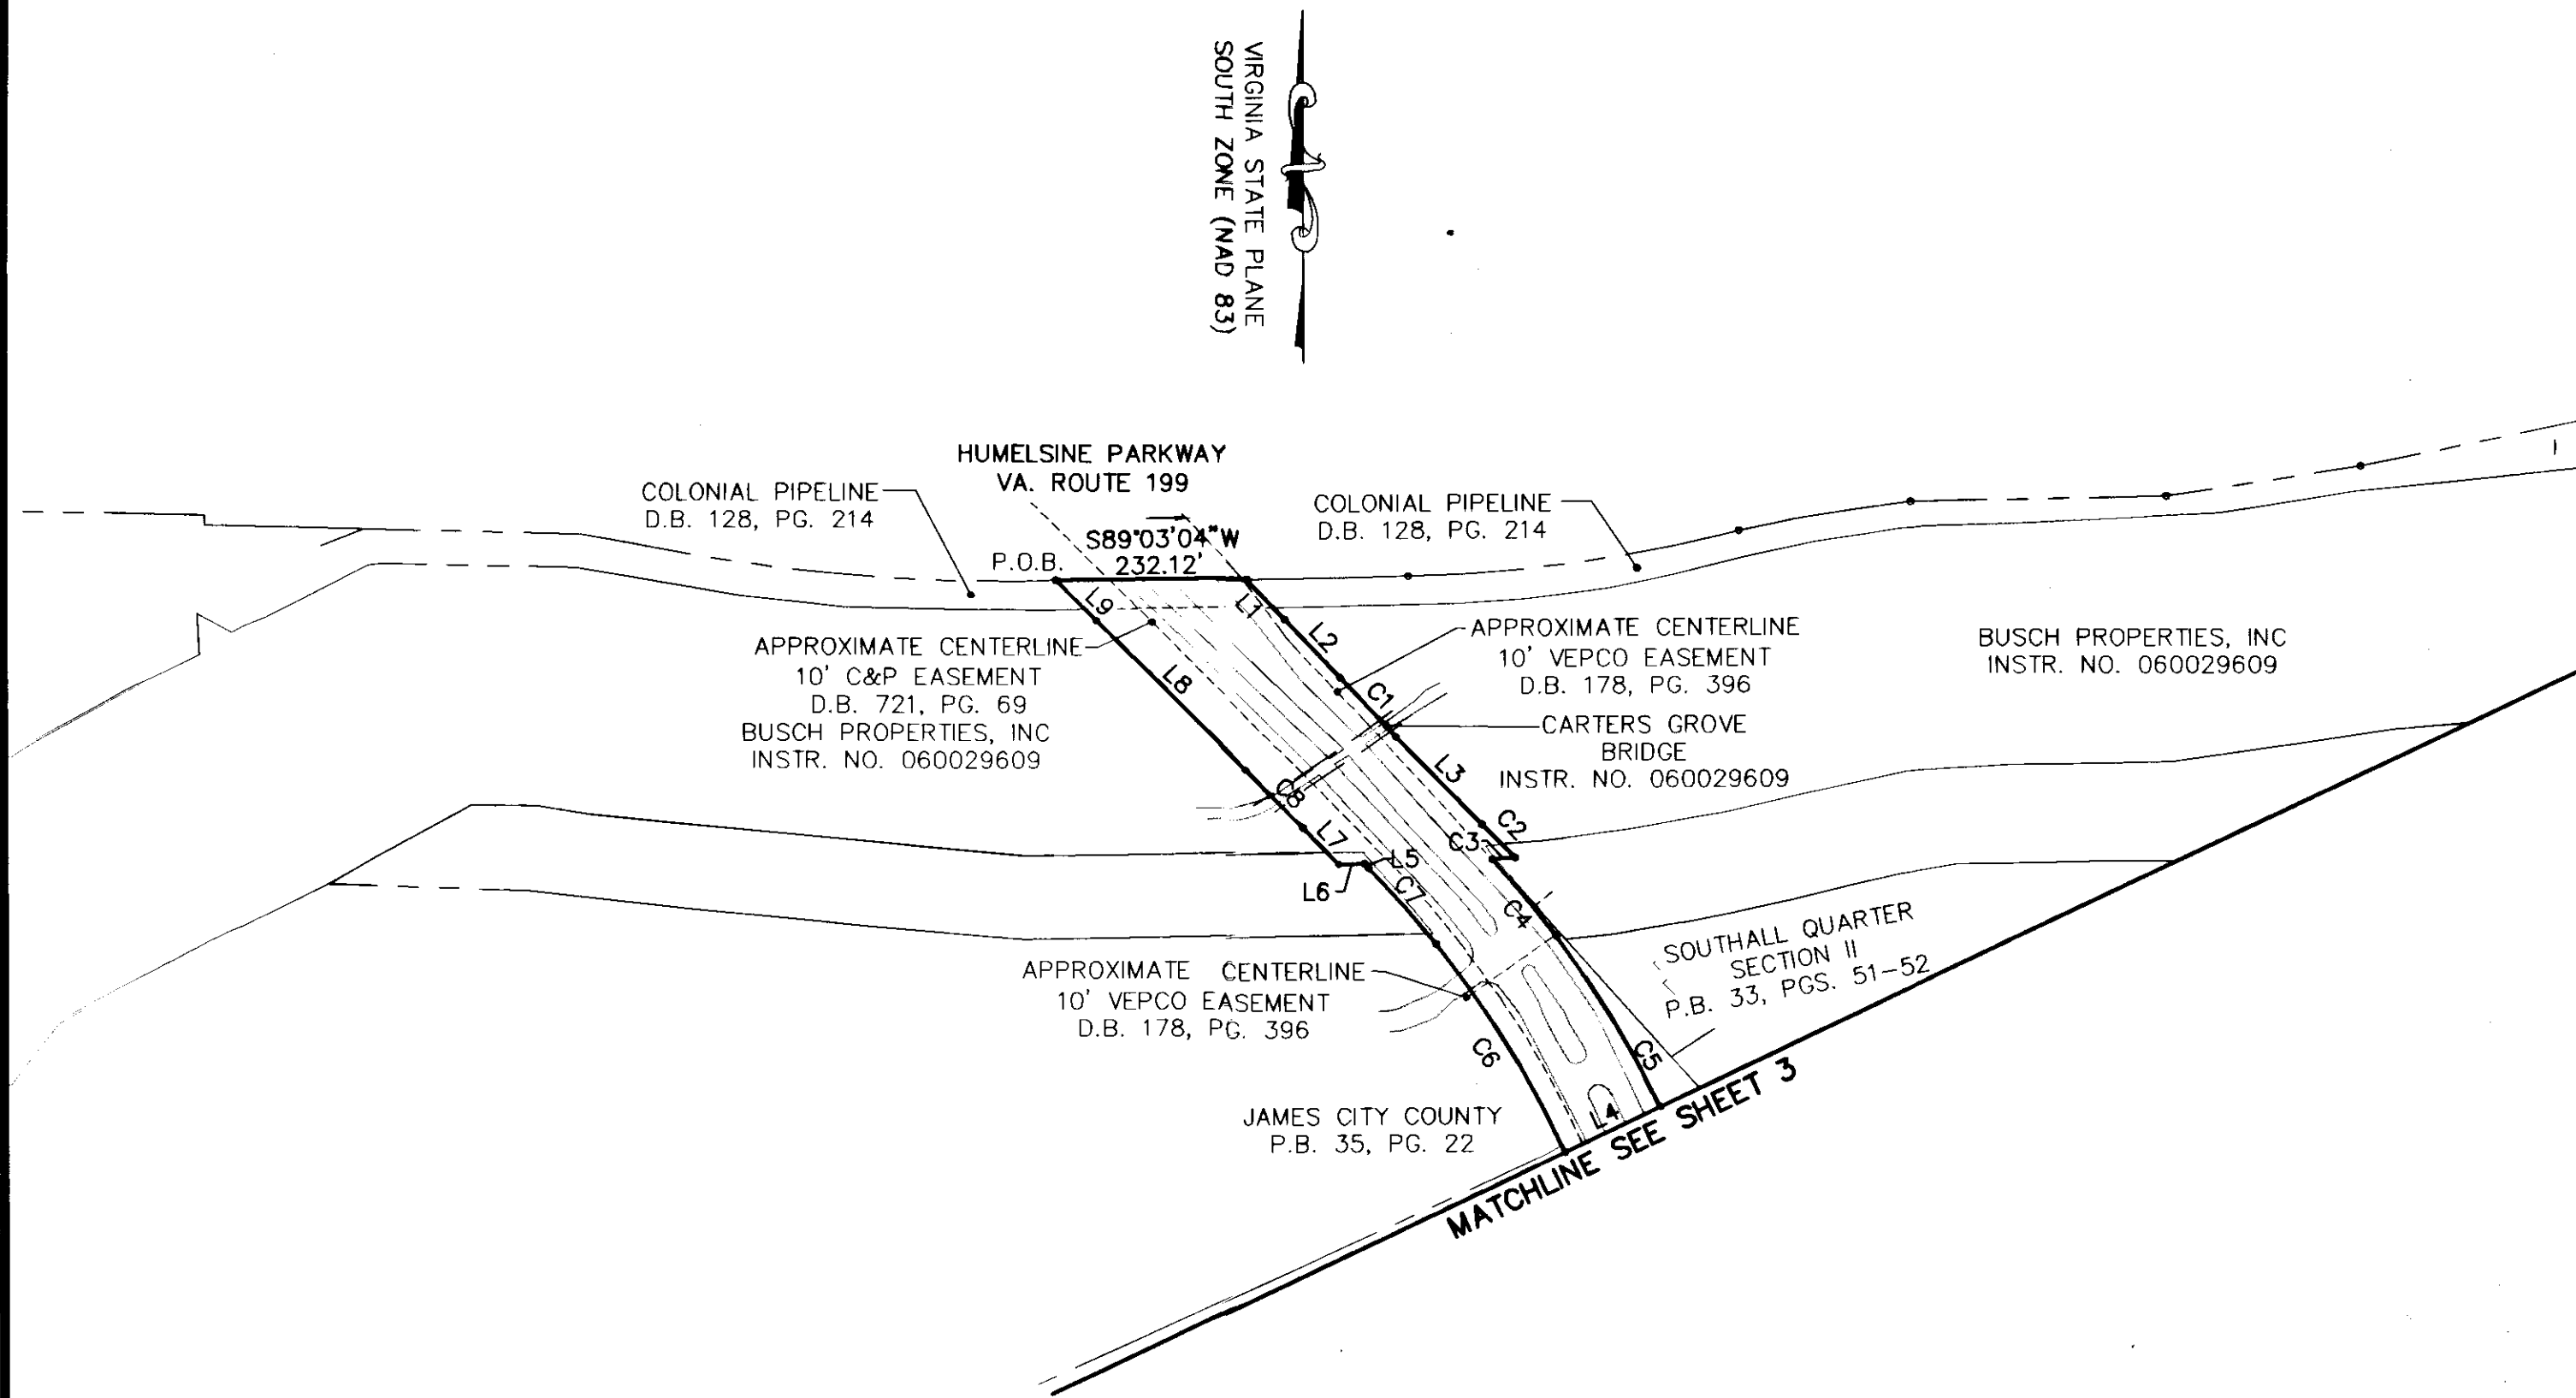 VIRGINIA STATE PLANE
SOUTH ZONE (NAD 83)
HUMELSINE PARKWAY
VA. ROUTE 199
COLONIAL PIPELINE
D.B. 128, PG. 214
COLONIAL PIPELINE
D.B. 128, PG. 214
S89°03'04"W
232.12'
P.O.B.
L9
L1
L2
APPROXIMATE CENTERLINE
10' C&P EASEMENT
D.B. 721, PG. 69
BUSCH PROPERTIES, INC
INSTR. NO. 060029609
L8
APPROXIMATE CENTERLINE
10' VEPCO EASEMENT
D.B. 178, PG. 396
BUSCH PROPERTIES, INC
INSTR. NO. 060029609
C1
CARTERS GROVE
BRIDGE
INSTR. NO. 060029609
L3
C8
L7
C2
C3
L5
L6
C7
C4
SOUTHALL QUARTER
SECTION II
P.B. 33, PGS. 51-52
APPROXIMATE CENTERLINE
10' VEPCO EASEMENT
D.B. 178, PG. 396
C6
C5
JAMES CITY COUNTY
P.B. 35, PG. 22
L4
MATCHLINE SEE SHEET 3